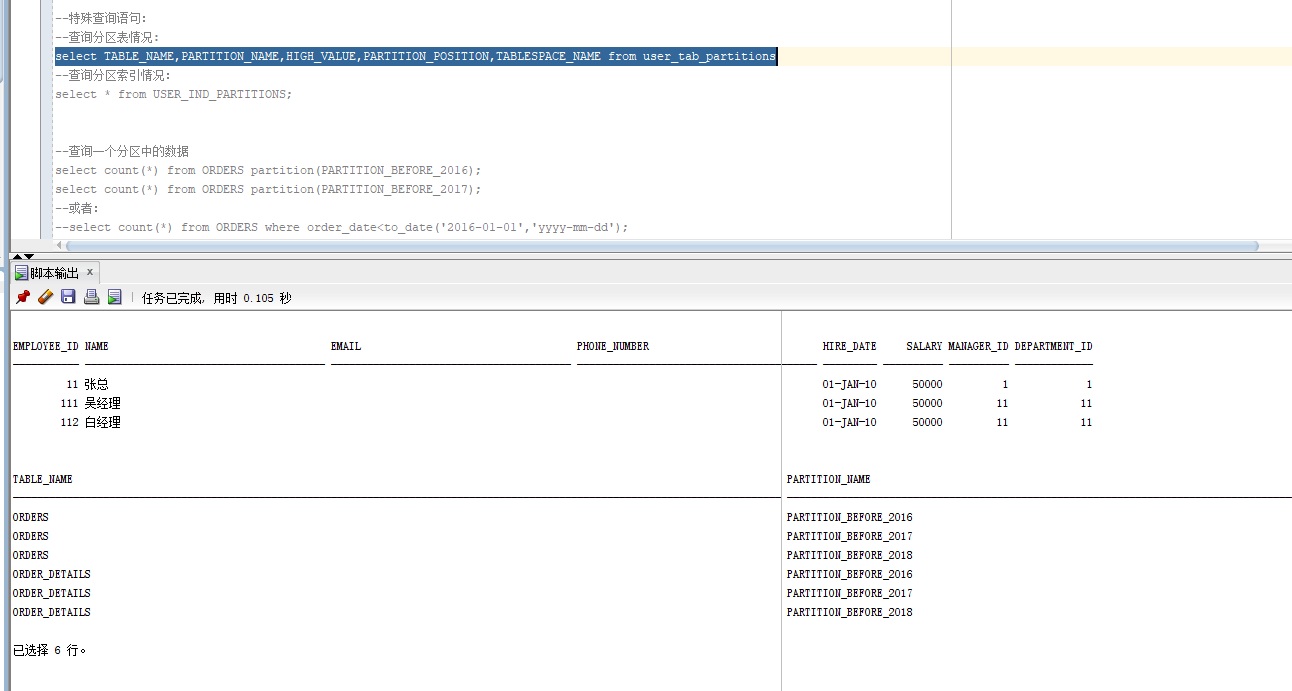 --特殊查询语句:
--查询分区表情况:
select TABLE_NAME,PARTITION_NAME,HIGH_VALUE,PARTITION_POSITION,TABLESPACE_NAME from user_tab_partitions
--查询分区索引情况:
select * from USER_IND_PARTITIONS;
--查询一个分区中的数据
select count(*) from ORDERS partition(PARTITION_BEFORE_2016);
select count(*) from ORDERS partition(PARTITION_BEFORE_2017);
--或者:
--select count(*) from ORDERS where order_date<to_date('2016-01-01','yyyy-mm-dd');
脚本输出 x
任务已完成, 用时 0.105 秒
EMPLOYEE_ID NAME EMAIL PHONE_NUMBER HIRE_DATE SALARY MANAGER_ID DEPARTMENT_ID
11 张总 01-JAN-10 50000 1 1
111 吴经理 01-JAN-10 50000 11 11
112 白经理 01-JAN-10 50000 11 11
TABLE_NAME PARTITION_NAME
ORDERS PARTITION_BEFORE_2016
ORDERS PARTITION_BEFORE_2017
ORDERS PARTITION_BEFORE_2018
ORDER_DETAILS PARTITION_BEFORE_2016
ORDER_DETAILS PARTITION_BEFORE_2017
ORDER_DETAILS PARTITION_BEFORE_2018
已选择 6 行。